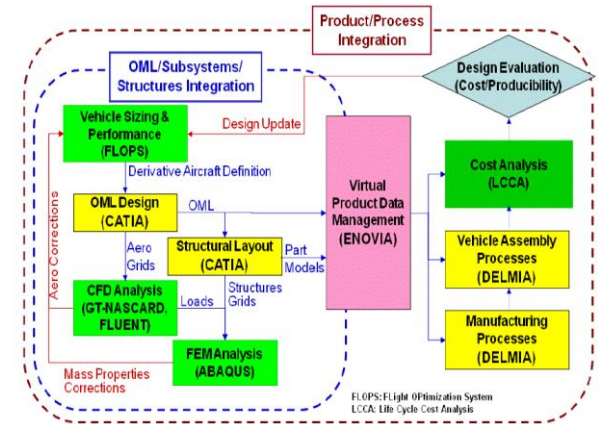 Product/Process
Integration
OML/Subsystems/
Structures Integration
Design Evaluation
(Cost/Producibility)
Vehicle Sizing &
Performance
(FLOPS)
Design Update
Derivative Aircraft Definition
OML Design
(CATIA)
OML
Virtual
Product Data
Management
(ENOVIA)
Cost Analysis
(LCCA)
Structural Layout
(CATIA)
Part
Models
Vehicle Assembly
Processes
(DELMIA)
Aero
Grids
Aero Corrections
Structures
Grids
CFD Analysis
(GT-NASCARD,
FLUENT)
Loads
Manufacturing
Processes
(DELMIA)
FEM Analysis
(ABAQUS)
Mass Properties
Corrections
FLOPS: FLight OPtimization System
LCCA: Life Cycle Cost Analysis